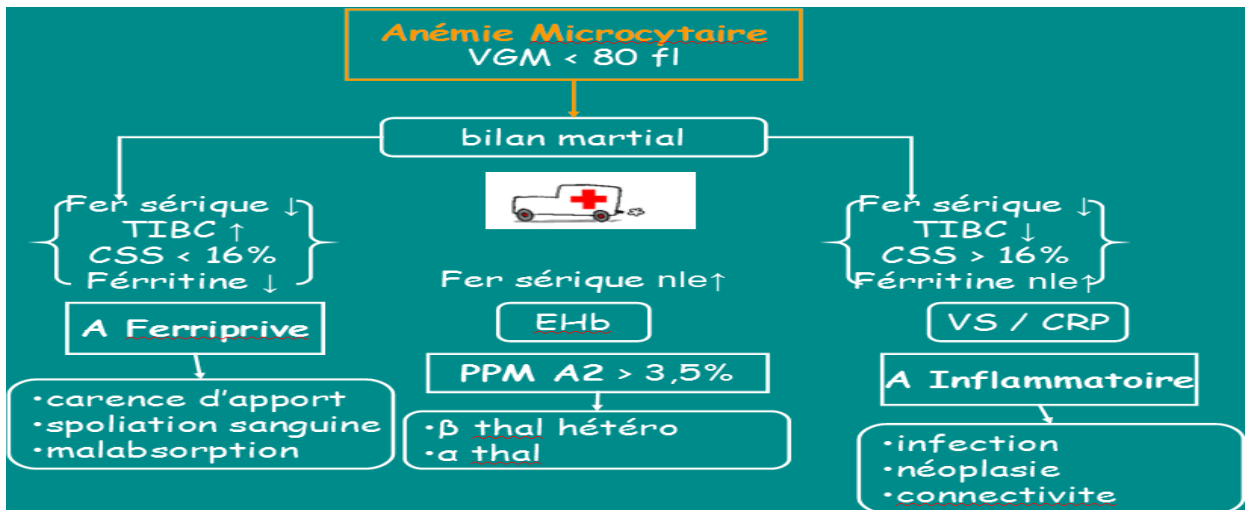 Anémie Microcytaire
VGM < 80 fl
bilan martial
Fer sérique ↓
TIBC ↑
CSS < 16%
Férritine ↓
A Ferriprive
•carence d'apport
•spoliation sanguine
•malabsorption
Fer sérique nle↑
EHb
PPM A2 > 3,5%
•β thal hétéro
•α thal
Fer sérique ↓
TIBC ↓
CSS > 16%
Férritine nle↑
VS / CRP
A Inflammatoire
•infection
•néoplasie
•connectivite